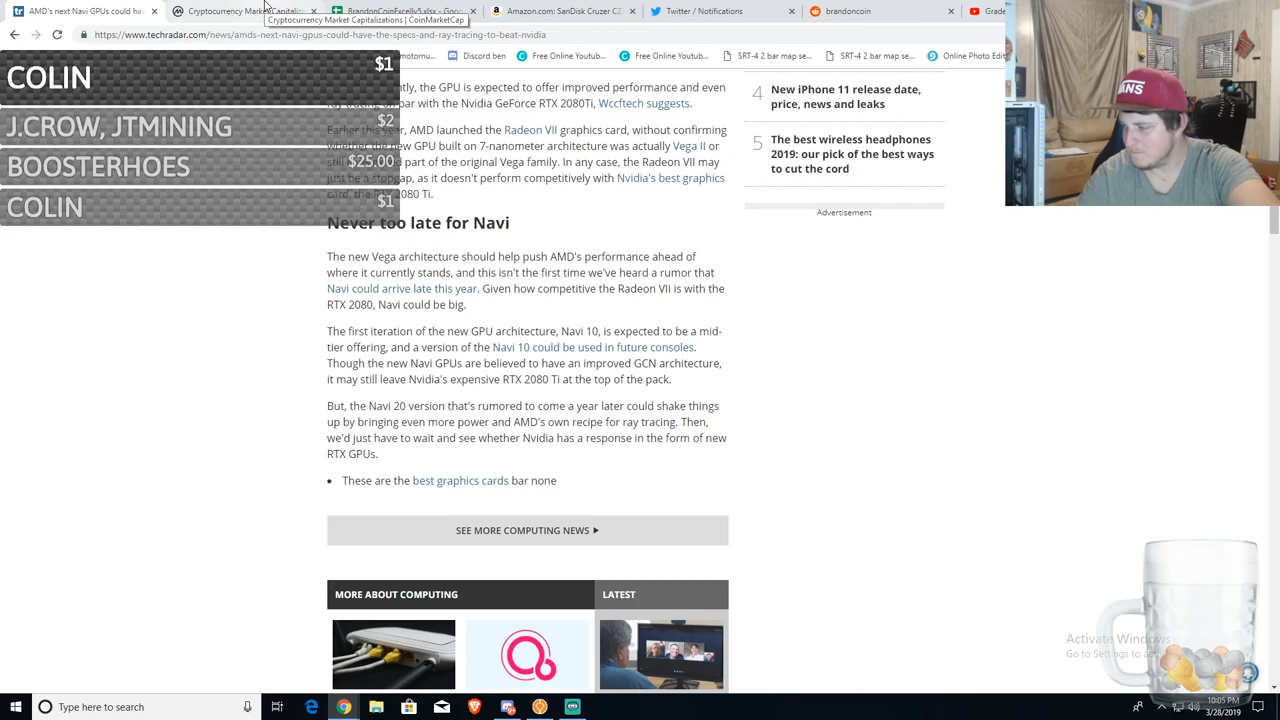 AMD's next Navi GPUs could hav
Cryptocurrency Market Capitaliz
BrandonCoinExcelly5.xlsx
Amazon.com: SanDisk Cruzer CZ
Twitter / Notifications
brandoncoin
Grade
Cryptocurrency Market Capitalizations | CoinMarketCap
https://www.techradar.com/news/amds-next-navi-gpus-could-have-the-specs-and-ray-tracing-to-beat-nvidia
motornu...
Discord ben
Free Online Youtub...
Free Online Youtub...
SRT-4 2 bar map se...
SRT-4 2 bar map se...
Online Photo Edit
COLIN $1
J.CROW, JTMINING $2
BOOSTERHOES $25.00
COLIN $1
the GPU is expected to offer improved performance and even
par with the Nvidia GeForce RTX 2080Ti, Wccftech suggests.
Earlier this year, AMD launched the Radeon VII graphics card, without confirming
whether the new GPU built on 7-nanometer architecture was actually Vega II or
still part of the original Vega family. In any case, the Radeon VII may
just be a stopgap, as it doesn't perform competitively with Nvidia's best graphics
card, the RTX 2080 Ti.
Never too late for Navi
The new Vega architecture should help push AMD's performance ahead of
where it currently stands, and this isn't the first time we've heard a rumor that
Navi could arrive late this year. Given how competitive the Radeon VII is with the
RTX 2080, Navi could be big.
The first iteration of the new GPU architecture, Navi 10, is expected to be a mid-
tier offering, and a version of the Navi 10 could be used in future consoles.
Though the new Navi GPUs are believed to have an improved GCN architecture,
it may still leave Nvidia's expensive RTX 2080 Ti at the top of the pack.
But, the Navi 20 version that's rumored to come a year later could shake things
up by bringing even more power and AMD's own recipe for ray tracing. Then,
we'd just have to wait and see whether Nvidia has a response in the form of new
RTX GPUs.
• These are the best graphics cards bar none
SEE MORE COMPUTING NEWS ▶
MORE ABOUT COMPUTING
LATEST
4 New iPhone 11 release date,
price, news and leaks
5 The best wireless headphones
2019: our pick of the best ways
to cut the cord
Advertisement
VANS
Activate Windows
Go to Settings to
Type here to search
10:05 PM
3/28/2019